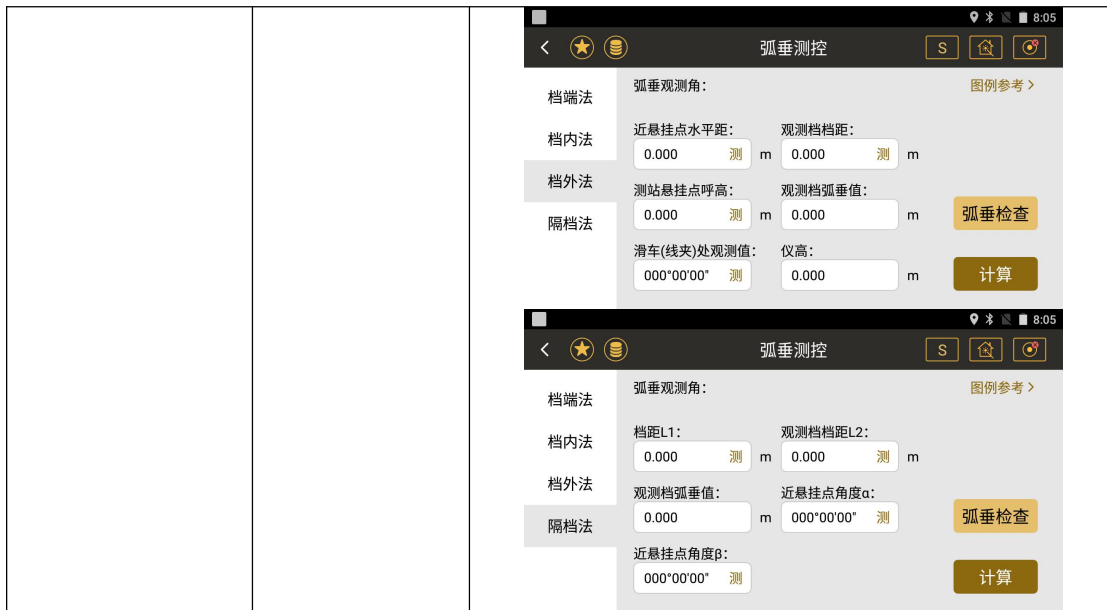 8:05
弧垂测控
S
档端法
档内法
档外法
隔档法
弧垂观测角：
图例参考 >
近悬挂点水平距： 观测档档距：
0.000 测 m 0.000 测 m
测站悬挂点呼高： 观测档弧垂值：
0.000 测 m 0.000 m
弧垂检查
滑车(线夹)处观测值： 仪高：
000°00'00" 测 0.000 m
计算
8:05
弧垂测控
S
档端法
档内法
档外法
隔档法
弧垂观测角：
图例参考 >
档距L1： 观测档档距L2：
0.000 测 m 0.000 测 m
观测档弧垂值： 近悬挂点角度α：
0.000 m 000°00'00" 测
弧垂检查
近悬挂点角度β：
000°00'00" 测
计算